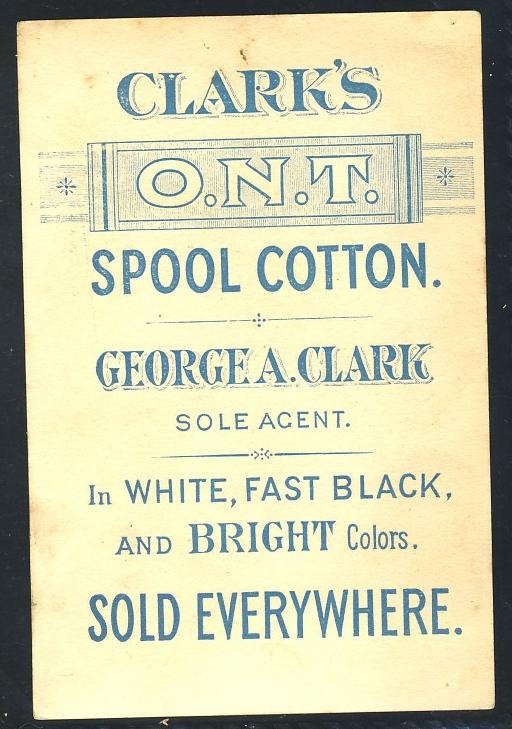 CLARK'S
O.N.T.
SPOOL COTTON.
GEORGE A. CLARK
SOLE AGENT.
In WHITE, FAST BLACK,
AND BRIGHT Colors.
SOLD EVERYWHERE.